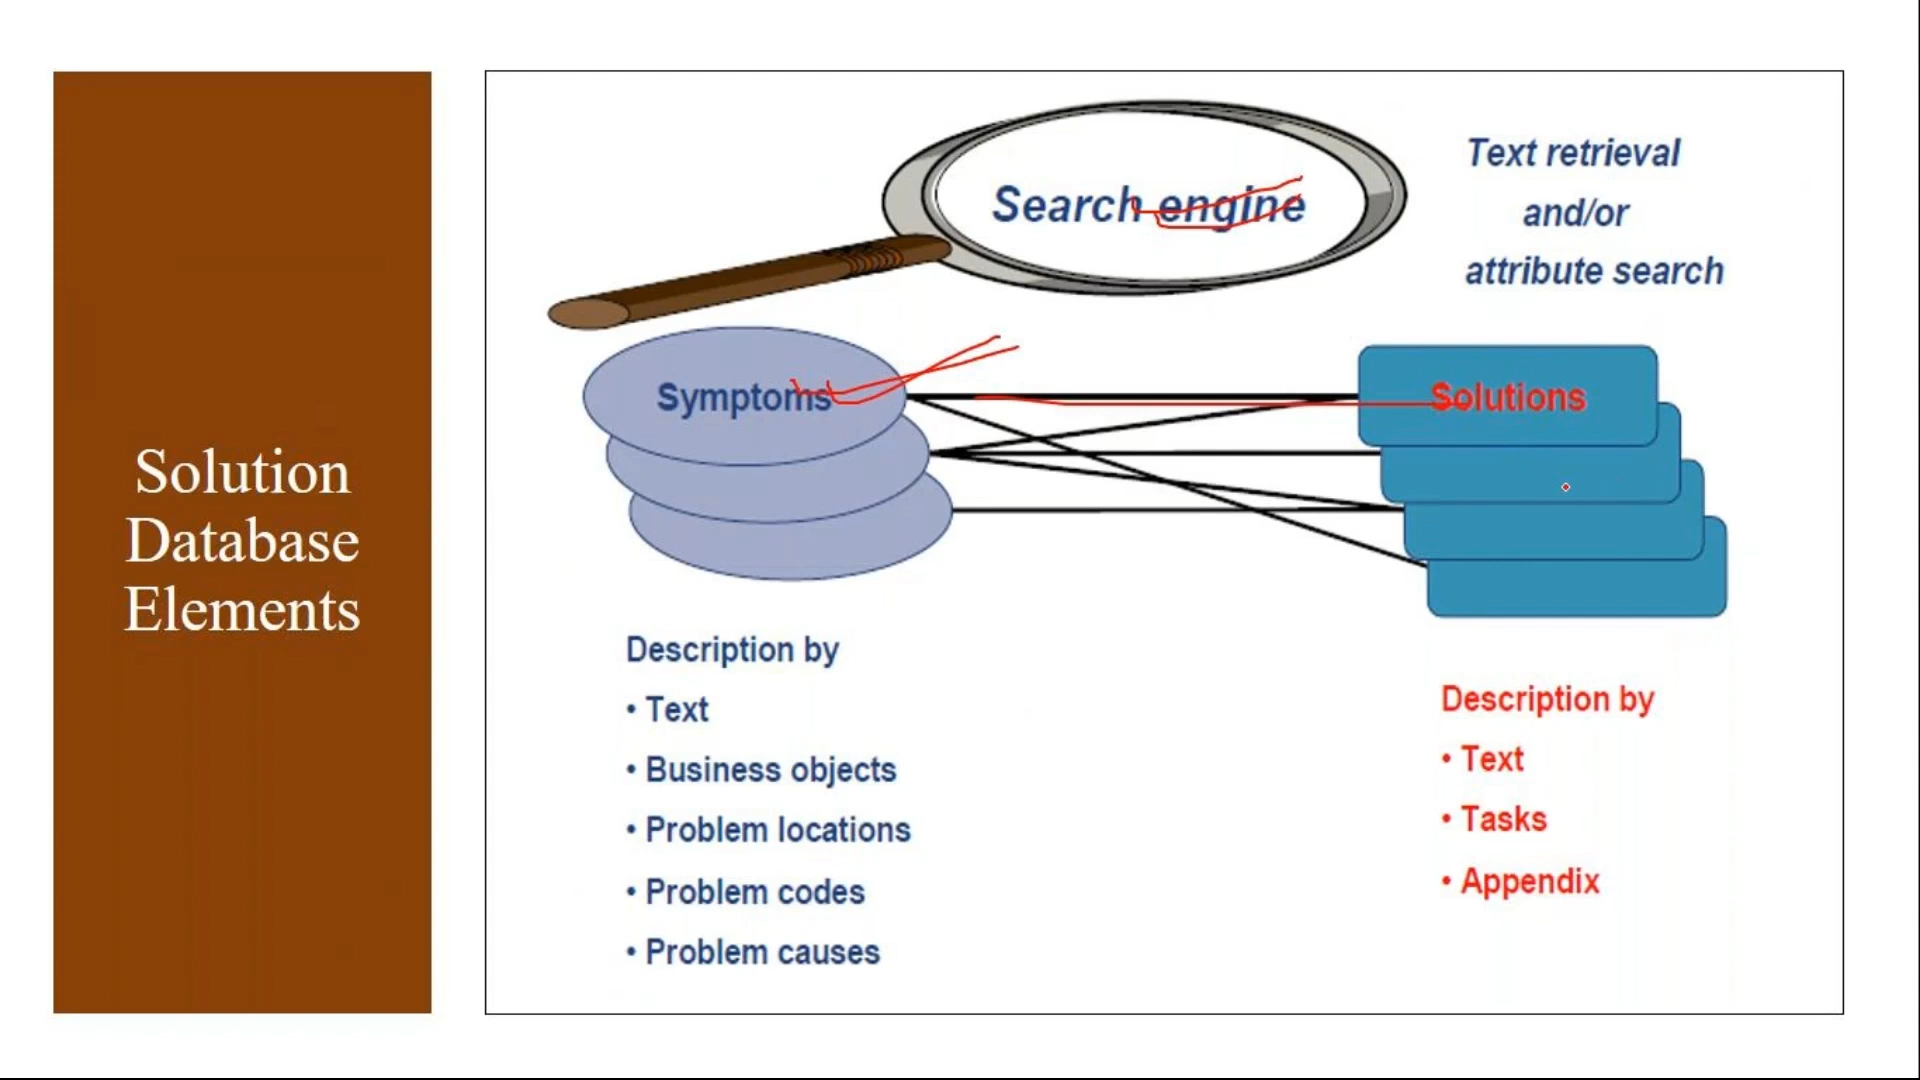 Solution
Database
Elements
Search engine
Text retrieval
and/or
attribute search
Symptoms
Solutions
Description by
• Text
• Business objects
• Problem locations
• Problem codes
• Problem causes
Description by
• Text
• Tasks
• Appendix